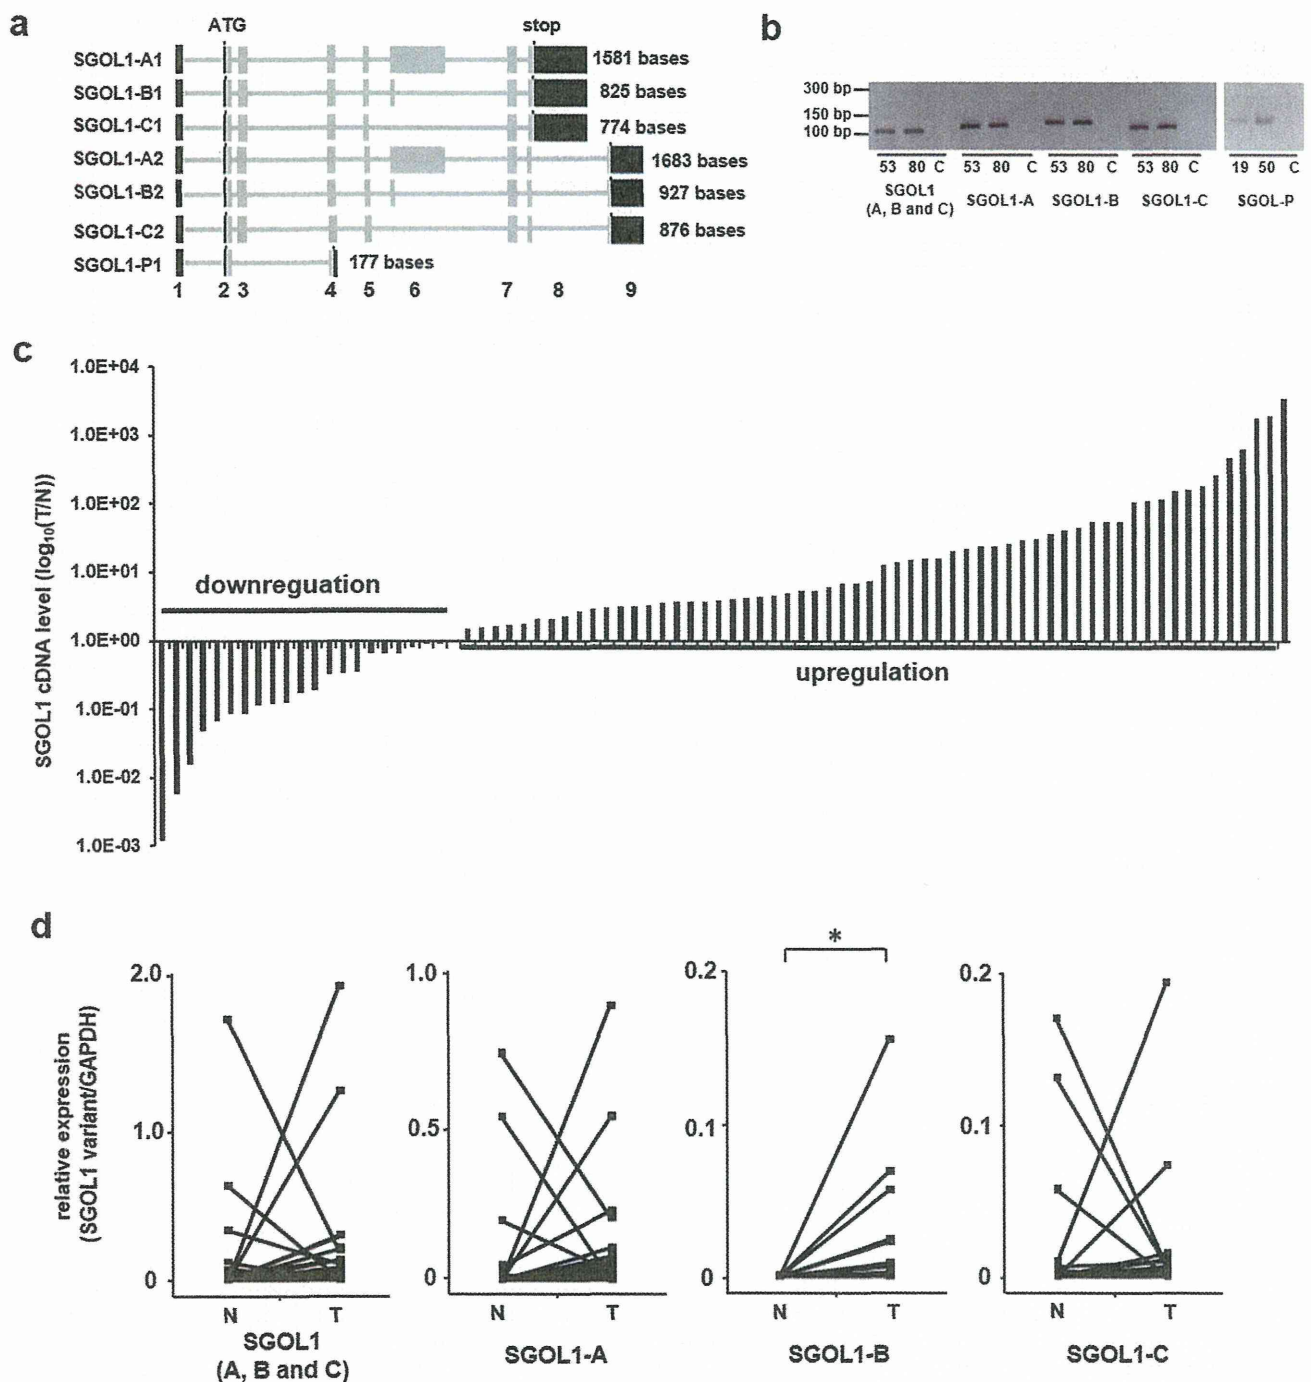 a
ATG
stop
SGOL1-A1
1581 bases
SGOL1-B1
825 bases
SGOL1-C1
774 bases
SGOL1-A2
1683 bases
SGOL1-B2
927 bases
SGOL1-C2
876 bases
SGOL1-P1
177 bases
1 2 3 4 5 6 7 8 9
b
300 bp
150 bp
100 bp
53 80 C 53 80 C 53 80 C 53 80 C 19 50 C
SGOL1
(A, B and C)
SGOL1-A
SGOL1-B
SGOL1-C
SGOL-P
c
SGOL1 cDNA level (log10(T/N))
1.0E+04
1.0E+03
1.0E+02
1.0E+01
1.0E+00
1.0E-01
1.0E-02
1.0E-03
downreguation
upregulation
d
relative expression
(SGOL1 variant/GAPDH)
2.0
1.0
0
N T
SGOL1
(A, B and C)
1.0
0.5
0
N T
SGOL1-A
*
0.2
0.1
0
N T
SGOL1-B
0.2
0.1
0
N T
SGOL1-C